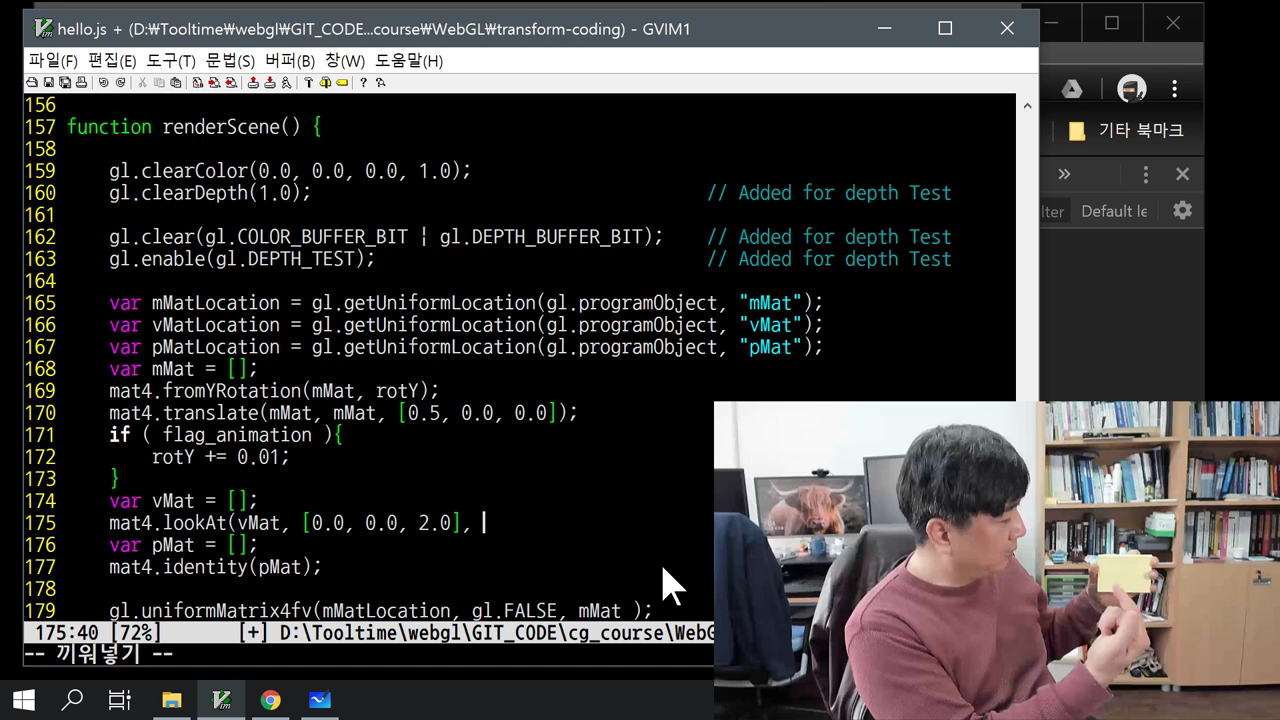 hello.js + (D:₩Tooltime₩webgl₩GIT_CODE...course₩WebGL₩transform-coding) - GVIM1
파일(F) 편집(E) 도구(T) 문법(S) 버퍼(B) 창(W) 도움말(H)
156
157 function renderScene() {
158
159 gl.clearColor(0.0, 0.0, 0.0, 1.0);
160 gl.clearDepth(1.0); // Added for depth Test
161
162 gl.clear(gl.COLOR_BUFFER_BIT | gl.DEPTH_BUFFER_BIT); // Added for depth Test
163 gl.enable(gl.DEPTH_TEST); // Added for depth Test
164
165 var mMatLocation = gl.getUniformLocation(gl.programObject, "mMat");
166 var vMatLocation = gl.getUniformLocation(gl.programObject, "vMat");
167 var pMatLocation = gl.getUniformLocation(gl.programObject, "pMat");
168 var mMat = [];
169 mat4.fromYRotation(mMat, rotY);
170 mat4.translate(mMat, mMat, [0.5, 0.0, 0.0]);
171 if ( flag_animation ){
172 rotY += 0.01;
173 }
174 var vMat = [];
175 mat4.lookAt(vMat, [0.0, 0.0, 2.0],
176 var pMat = [];
177 mat4.identity(pMat);
178
179 gl.uniformMatrix4fv(mMatLocation, gl.FALSE, mMat );
175:40 [72%] [+] D:\Tooltime\webgl\GIT_CODE\cg_course\WebG
-- 끼워넣기 --
기타 북마크
lter Default le